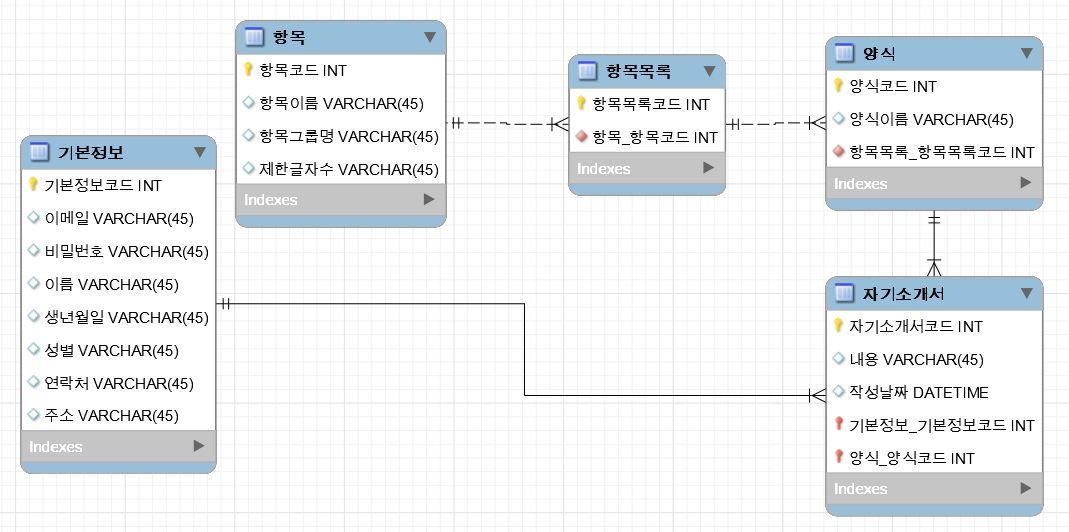 항목
항목코드 INT
항목이름 VARCHAR(45)
항목그룹명 VARCHAR(45)
제한글자수 VARCHAR(45)
Indexes
항목목록
항목목록코드 INT
항목_항목코드 INT
Indexes
양식
양식코드 INT
양식이름 VARCHAR(45)
항목목록_항목목록코드 INT
Indexes
기본정보
기본정보코드 INT
이메일 VARCHAR(45)
비밀번호 VARCHAR(45)
이름 VARCHAR(45)
생년월일 VARCHAR(45)
성별 VARCHAR(45)
연락처 VARCHAR(45)
주소 VARCHAR(45)
Indexes
자기소개서
자기소개서코드 INT
내용 VARCHAR(45)
작성날짜 DATETIME
기본정보_기본정보코드 INT
양식_양식코드 INT
Indexes